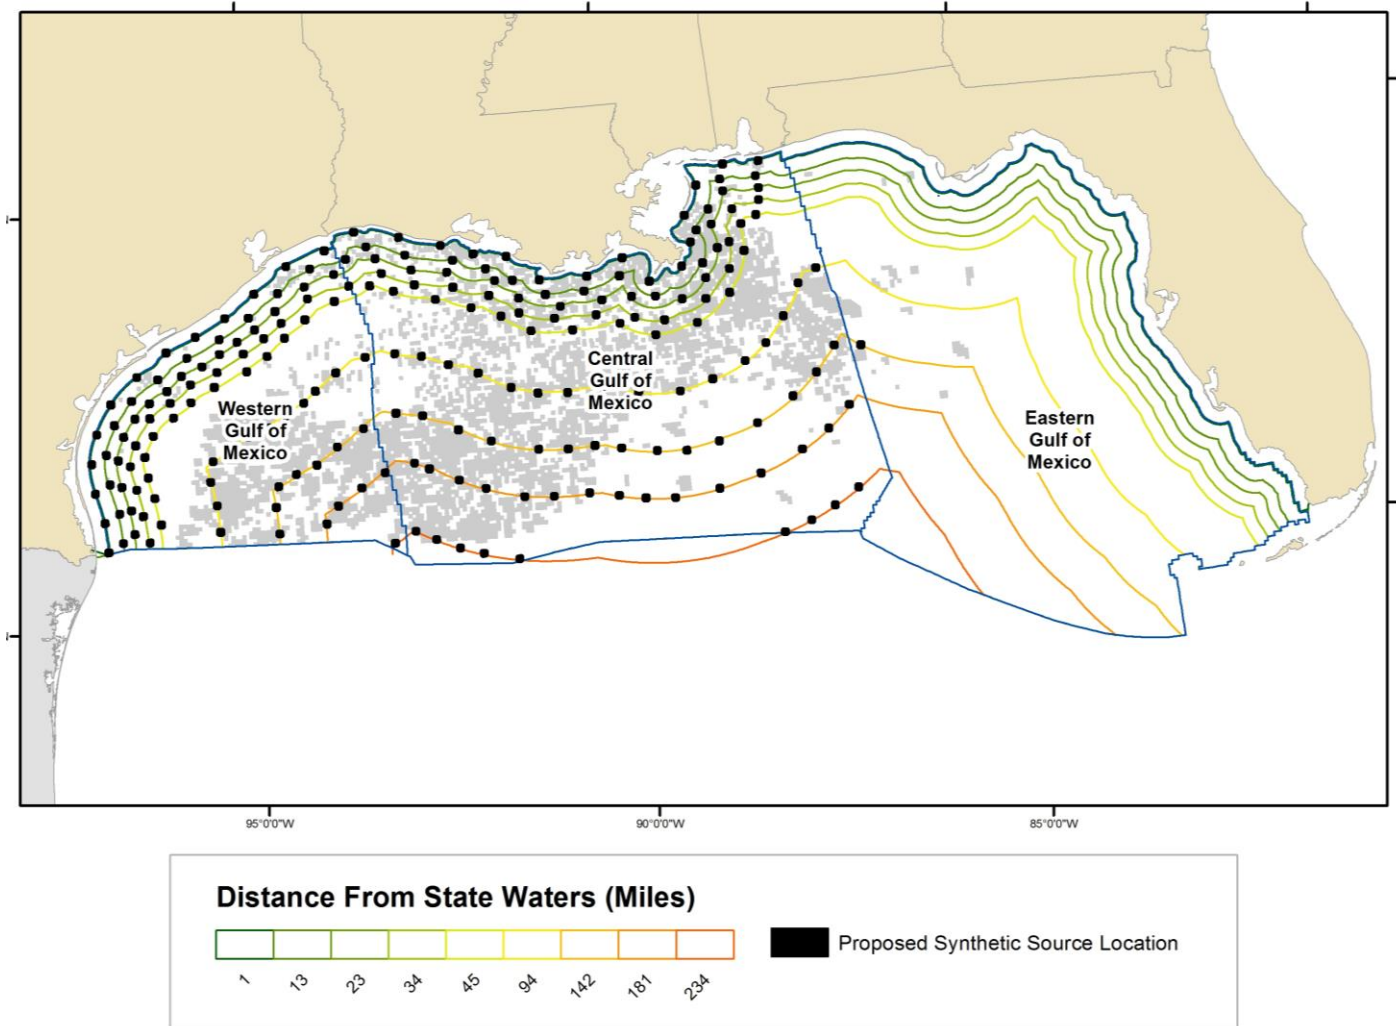 Central
Gulf of
Mexico
Western
Gulf of
Mexico
Eastern
Gulf of
Mexico
95°0'0"W
90°0'0"W
85°0'0"W
Distance From State Waters (Miles)
Proposed Synthetic Source Location
1
13
23
34
45
94
142
181
234